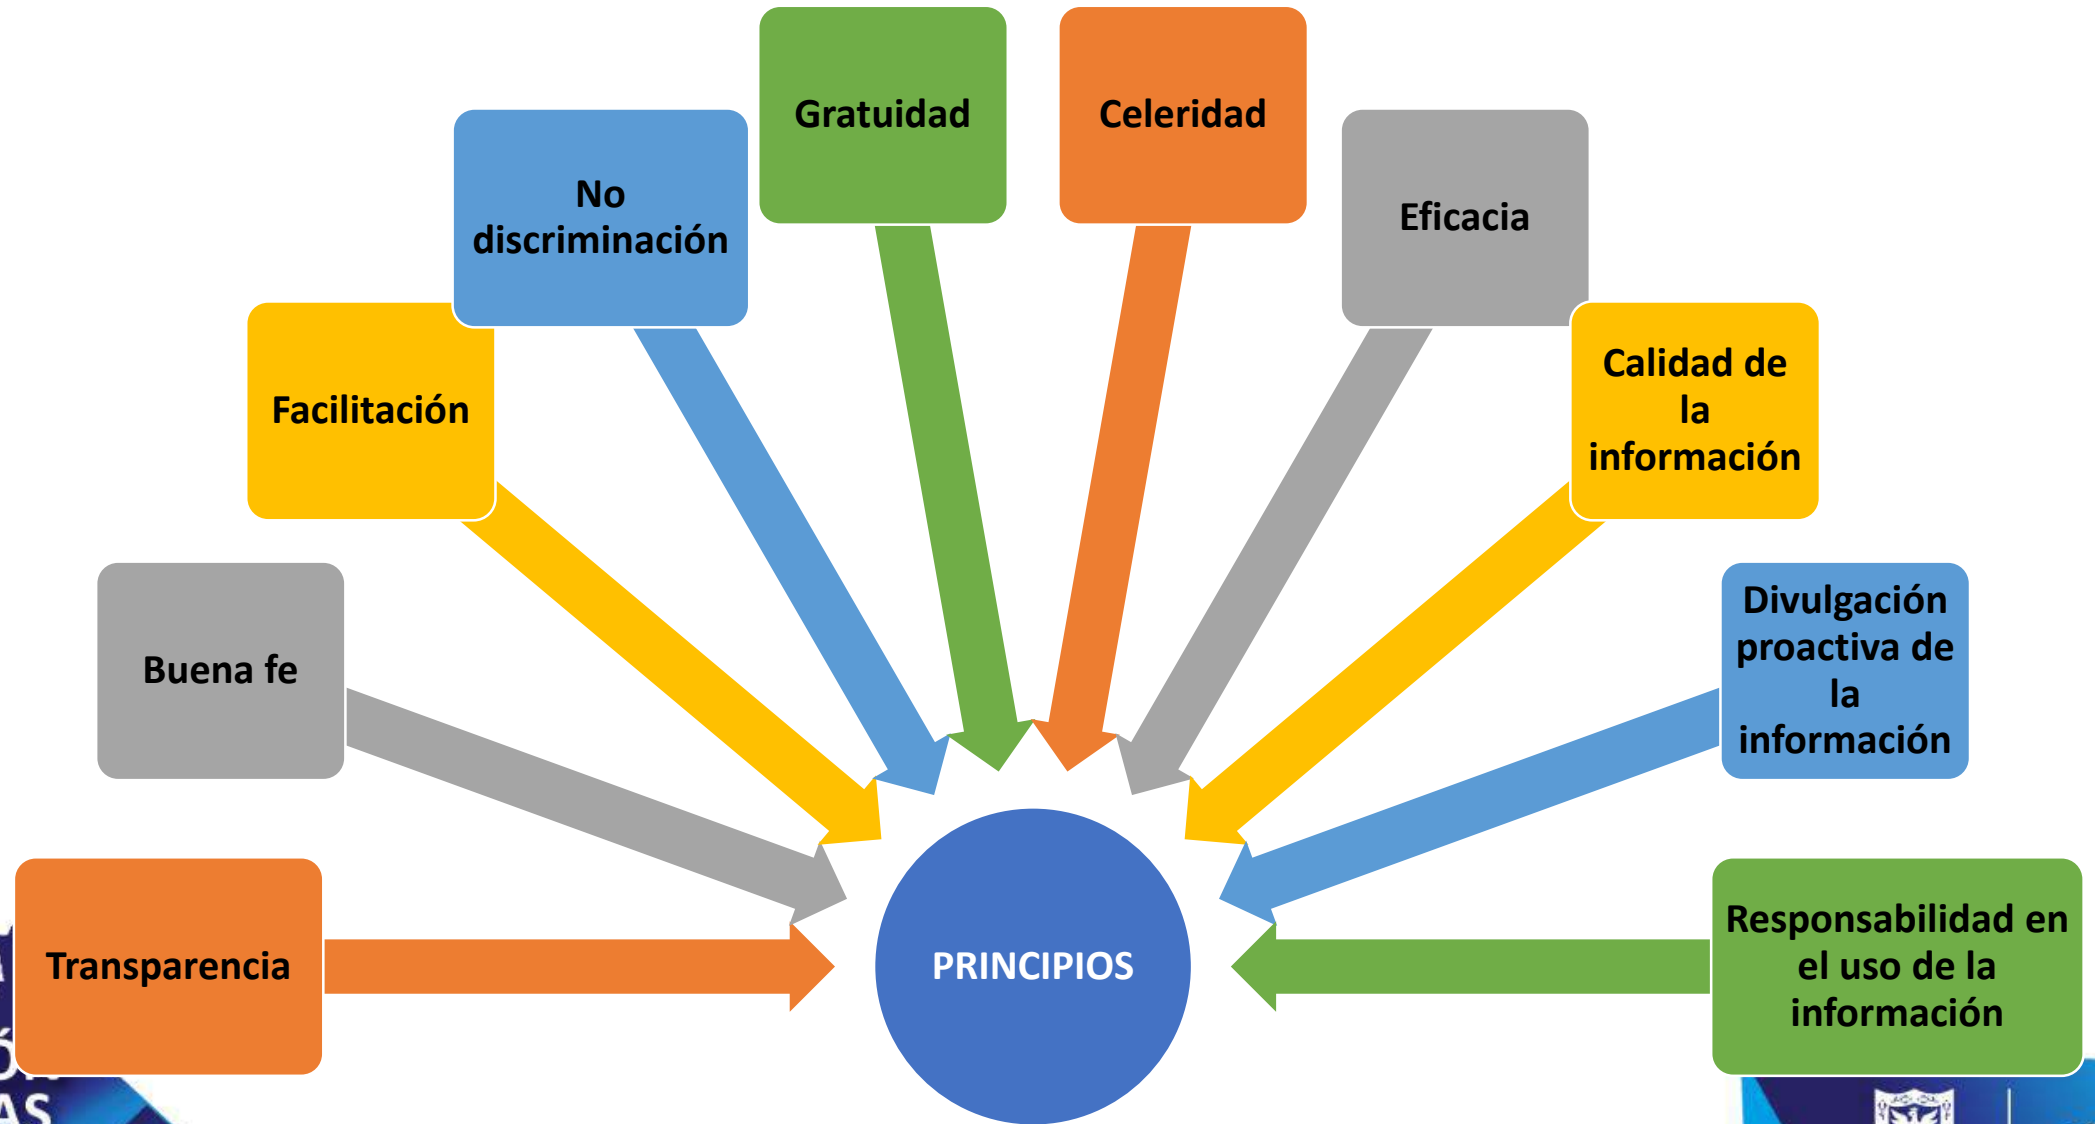 Gratuidad
Celeridad
No
discriminación
Eficacia
Facilitación
Calidad de
la
información
Buena fe
Divulgación
proactiva de
la
información
Transparencia
PRINCIPIOS
Responsabilidad en
el uso de la
información